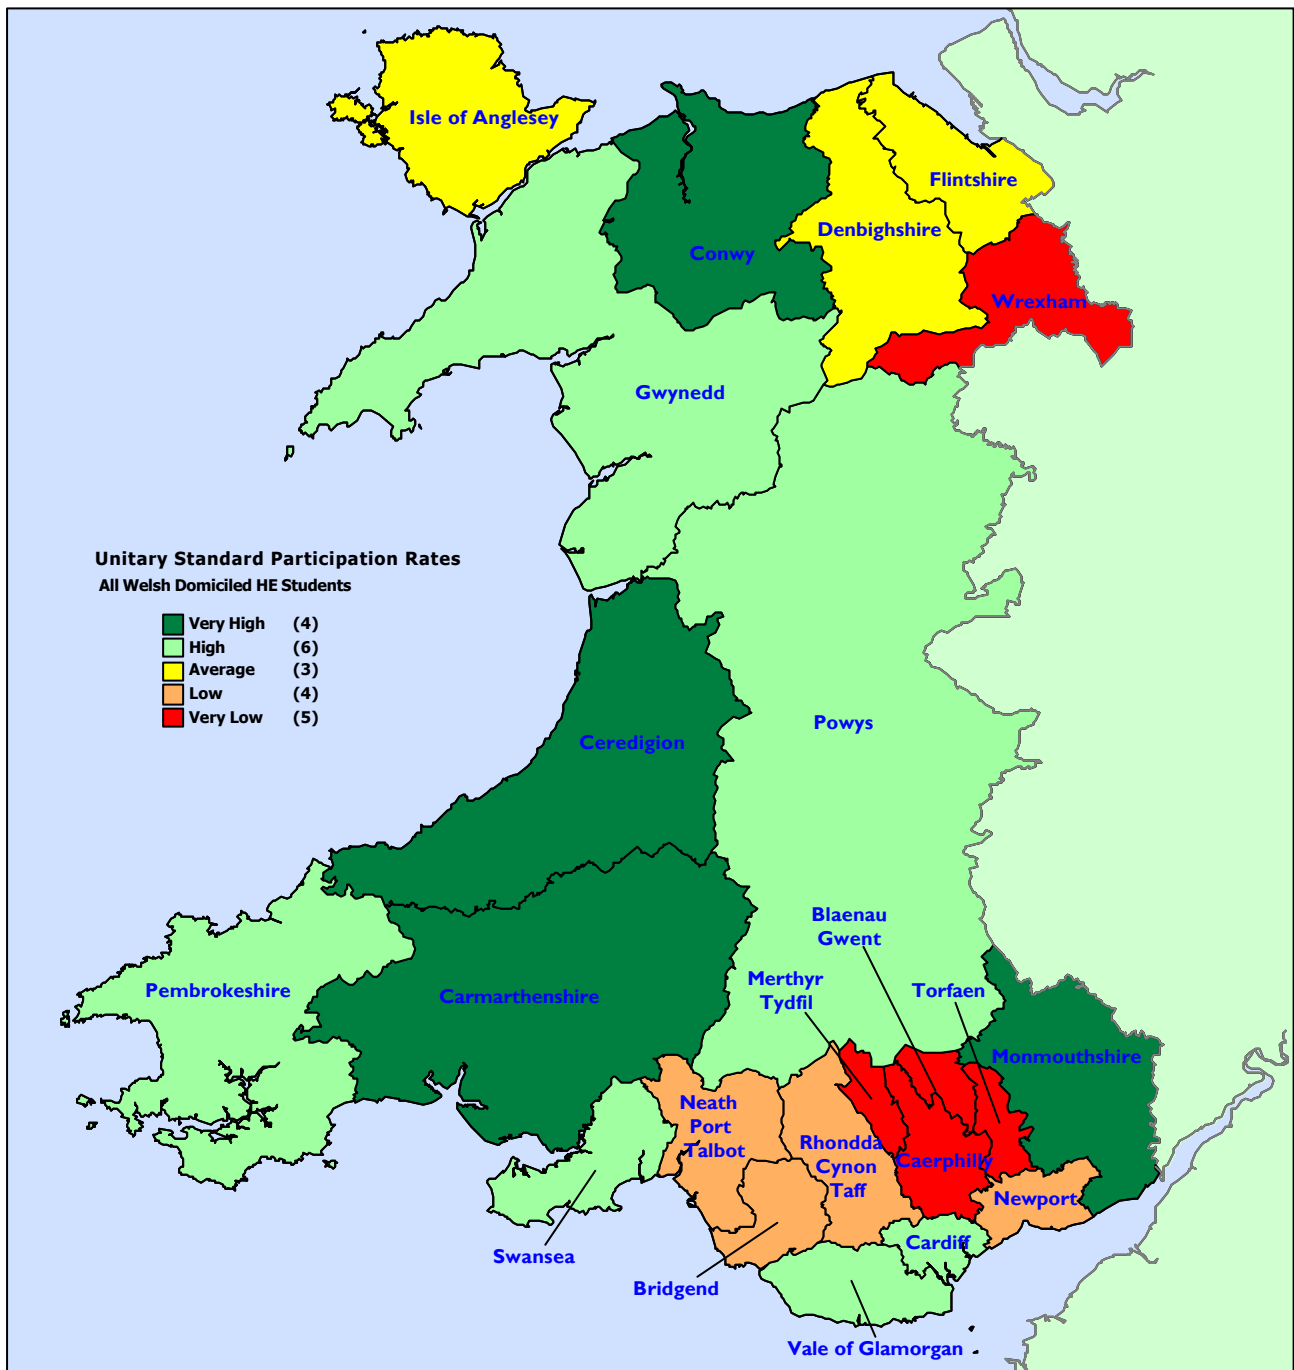 Isle of Anglesey
Flintshire
Denbighshire
Conwy
Wrexham
Gwynedd
Unitary Standard Participation Rates
All Welsh Domiciled HE Students
Very High (4)
High (6)
Average (3)
Low (4)
Very Low (5)
Powys
Ceredigion
Blaenau
Gwent
Merthyr
Tydfil
Torfaen
Pembrokeshire
Carmarthenshire
Monmouthshire
Neath
Port
Talbot
Rhondda
Cynon
Taff
Caerphilly
Newport
Cardiff
Swansea
Bridgend
Vale of Glamorgan